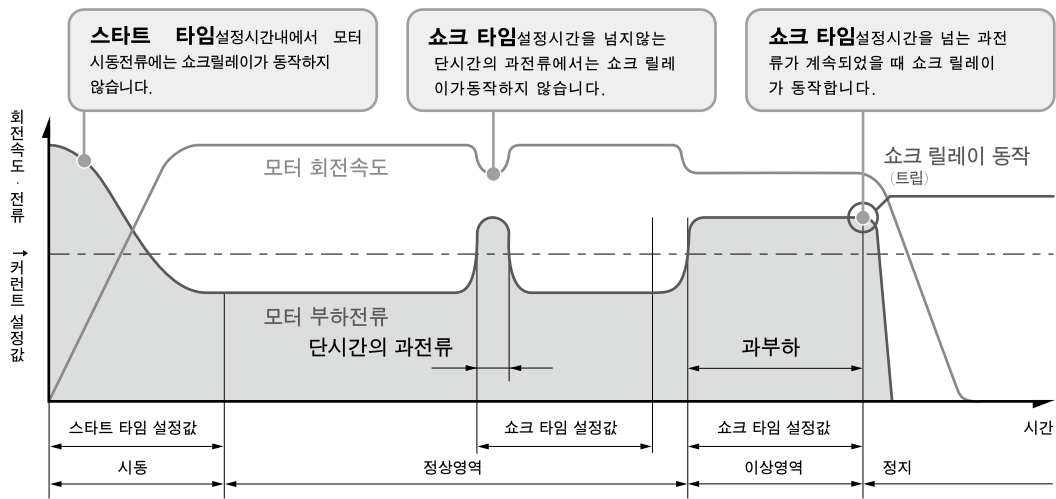 스타트 타임설정시간내에서 모터
시동전류에는 쇼크릴레이가 동작하지
않습니다.
쇼크 타임설정시간을 넘지않는
단시간의 과전류에서는 쇼크 릴레
이가동작하지 않습니다.
쇼크 타임설정시간을 넘는 과전
류가 계속되었을 때 쇼크 릴레이
가 동작합니다.
회전속도 · 전류
→커런트 설정값
모터 회전속도
쇼크 릴레이 동작
(트립)
모터 부하전류
단시간의 과전류
과부하
스타트 타임 설정값
쇼크 타임 설정값
쇼크 타임 설정값
시간
시동
정상영역
이상영역
정지